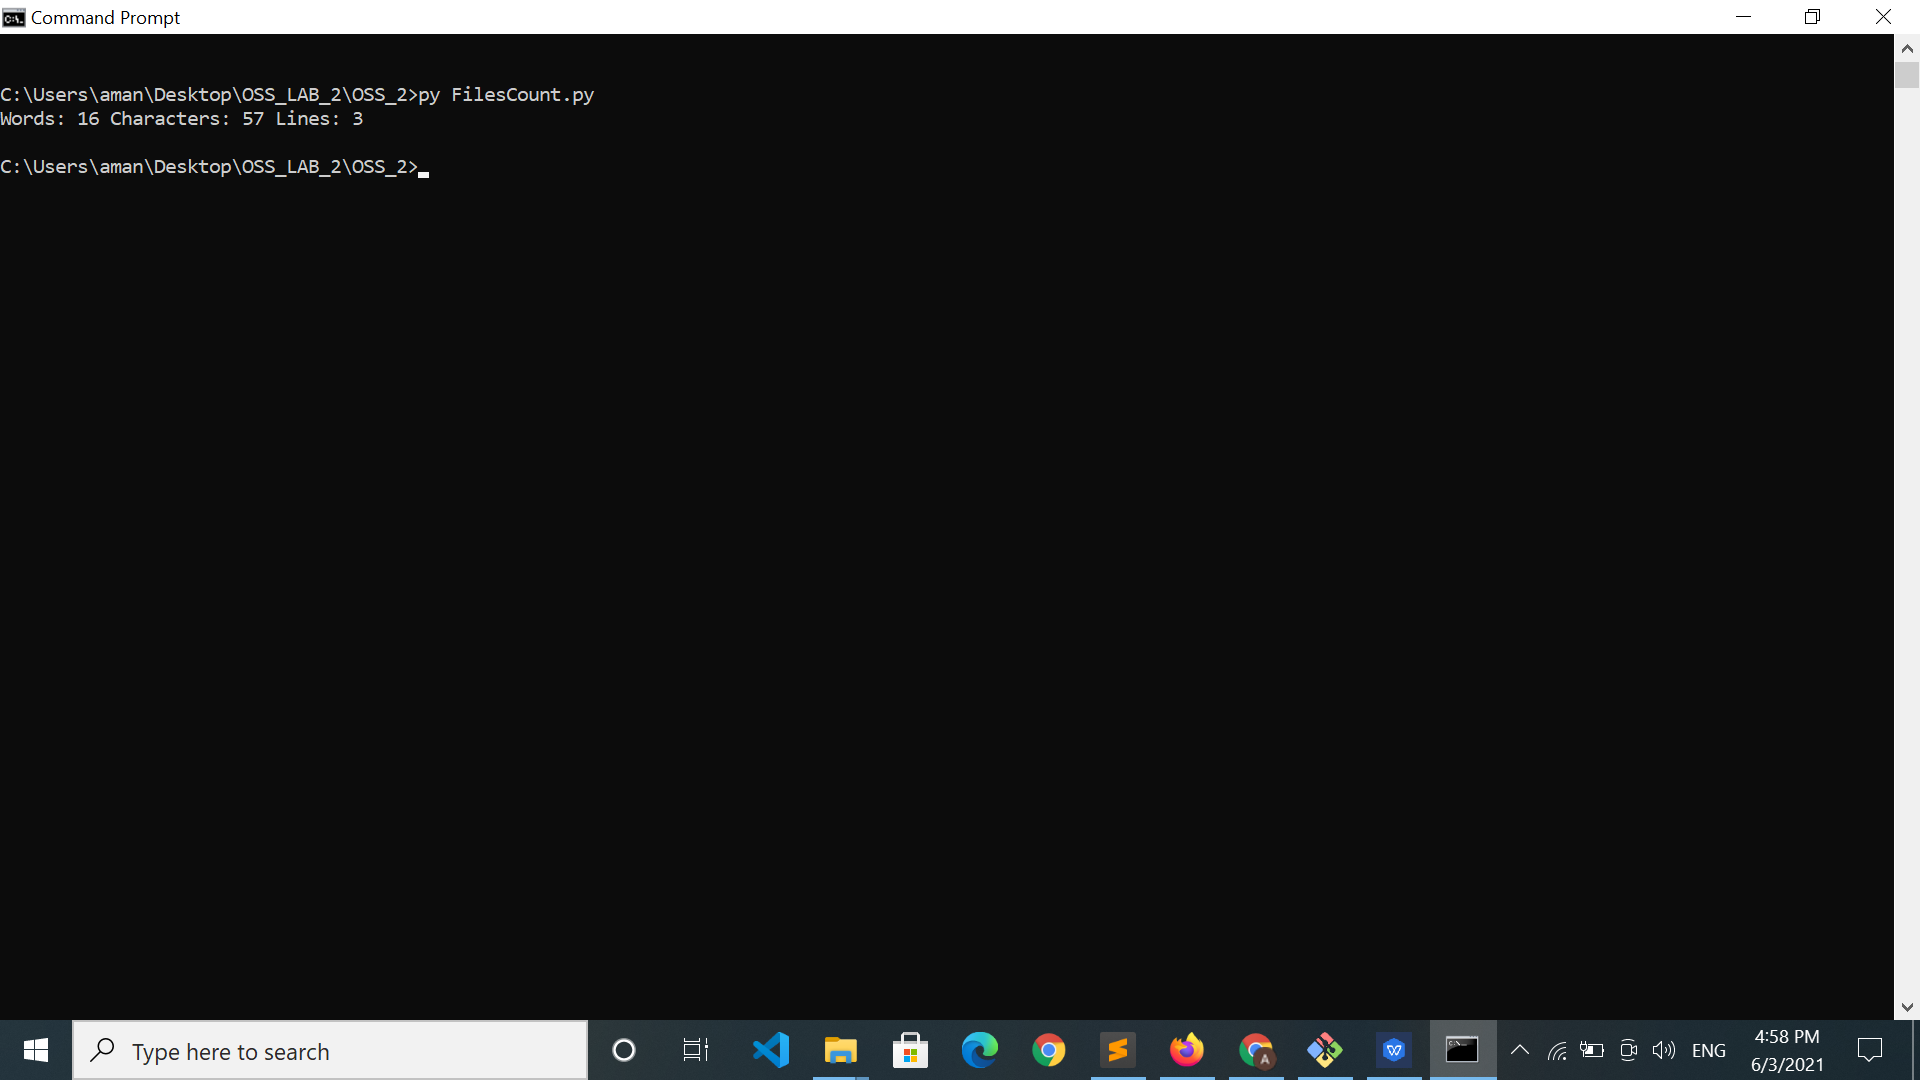 Command Prompt
C:\Users\aman\Desktop\OSS_LAB_2\OSS_2>py FilesCount.py
Words: 16 Characters: 57 Lines: 3
C:\Users\aman\Desktop\OSS_LAB_2\OSS_2>
Type here to search
ENG
4:58 PM
6/3/2021